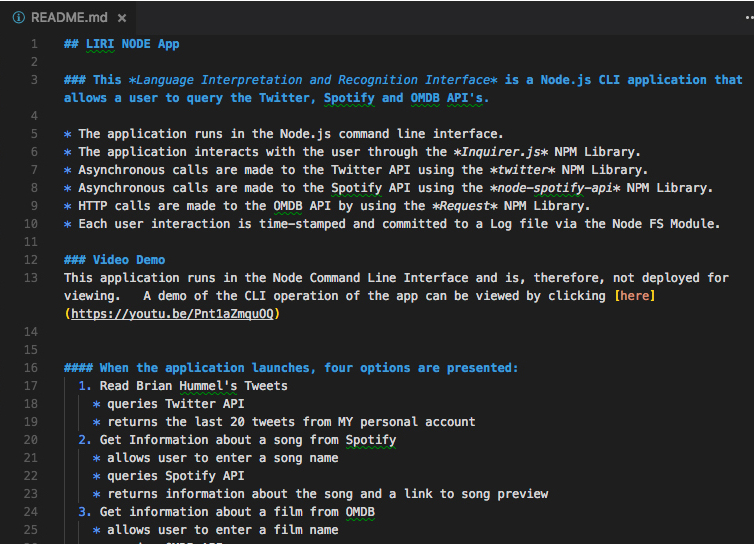 README.md ×
1 ## LIRI NODE App
2
3 ### This *Language Interpretation and Recognition Interface* is a Node.js CLI application that
allows a user to query the Twitter, Spotify and OMDB API's.
4
5 * The application runs in the Node.js command line interface.
6 * The application interacts with the user through the *Inquirer.js* NPM Library.
7 * Asynchronous calls are made to the Twitter API using the *twitter* NPM Library.
8 * Asynchronous calls are made to the Spotify API using the *node-spotify-api* NPM Library.
9 * HTTP calls are made to the OMDB API by using the *Request* NPM Library.
10 * Each user interaction is time-stamped and committed to a Log file via the Node FS Module.
11
12 ### Video Demo
13 This application runs in the Node Command Line Interface and is, therefore, not deployed for
viewing.   A demo of the CLI operation of the app can be viewed by clicking [here]
(https://youtu.be/Pnt1aZmquOQ)
14
15
16 #### When the application launches, four options are presented:
17 1. Read Brian Hummel's Tweets
18 * queries Twitter API
19 * returns the last 20 tweets from MY personal account
20 2. Get Information about a song from Spotify
21 * allows user to enter a song name
22 * queries Spotify API
23 * returns information about the song and a link to song preview
24 3. Get information about a film from OMDB
25 * allows user to enter a film name